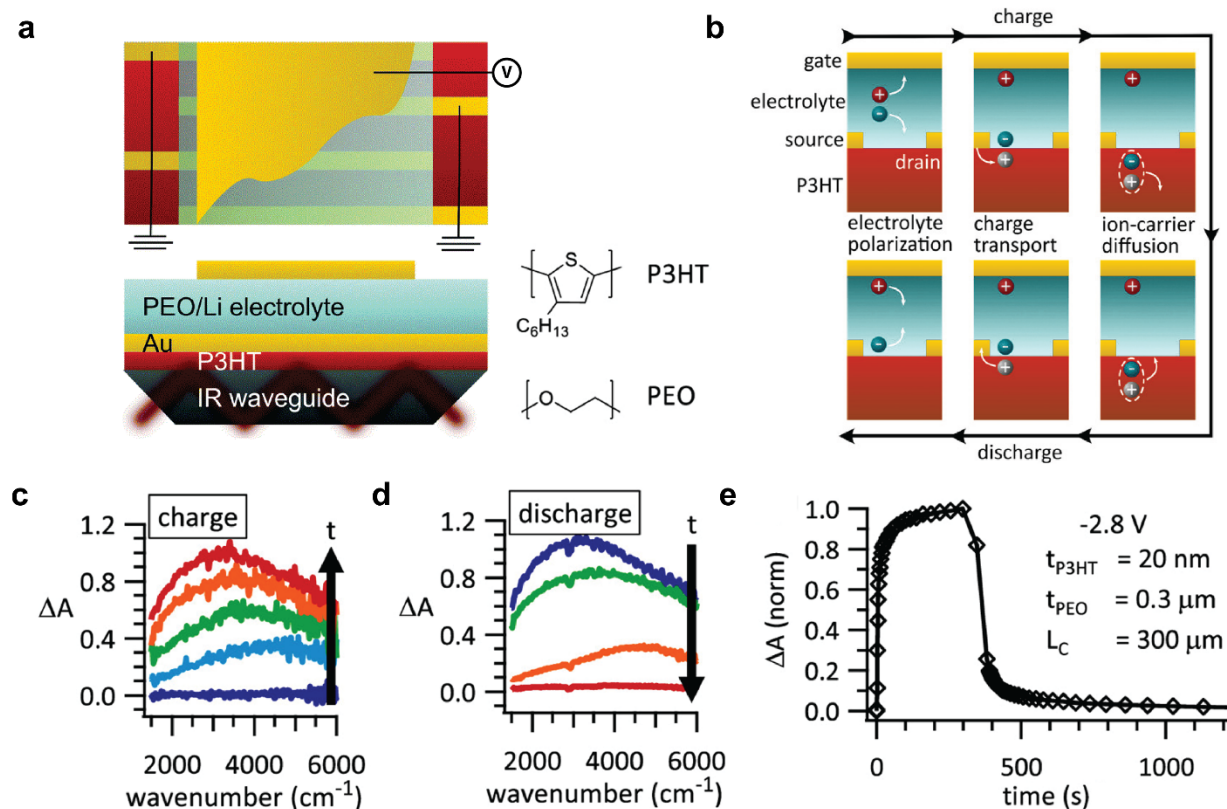 a
V
PEO/Li electrolyte
Au
P3HT
IR waveguide
S
C6H13
P3HT
O
PEO
b
charge
gate
electrolyte
source
P3HT
drain
+
-
+
-
+
+
-
+
electrolyte
polarization
charge
transport
ion-carrier
diffusion
+
-
+
-
+
+
-
+
discharge
c
charge
t
1.2
0.8
ΔA
0.4
0.0
2000 4000 6000
wavenumber (cm-1)
d
discharge
t
1.2
0.8
ΔA
0.4
0.0
2000 4000 6000
wavenumber (cm-1)
e
1.0
0.8
0.6
0.4
0.2
0.0
ΔA (norm)
-2.8 V
tP3HT = 20 nm
tPEO = 0.3 μm
LC = 300 μm
0 500 1000
time (s)